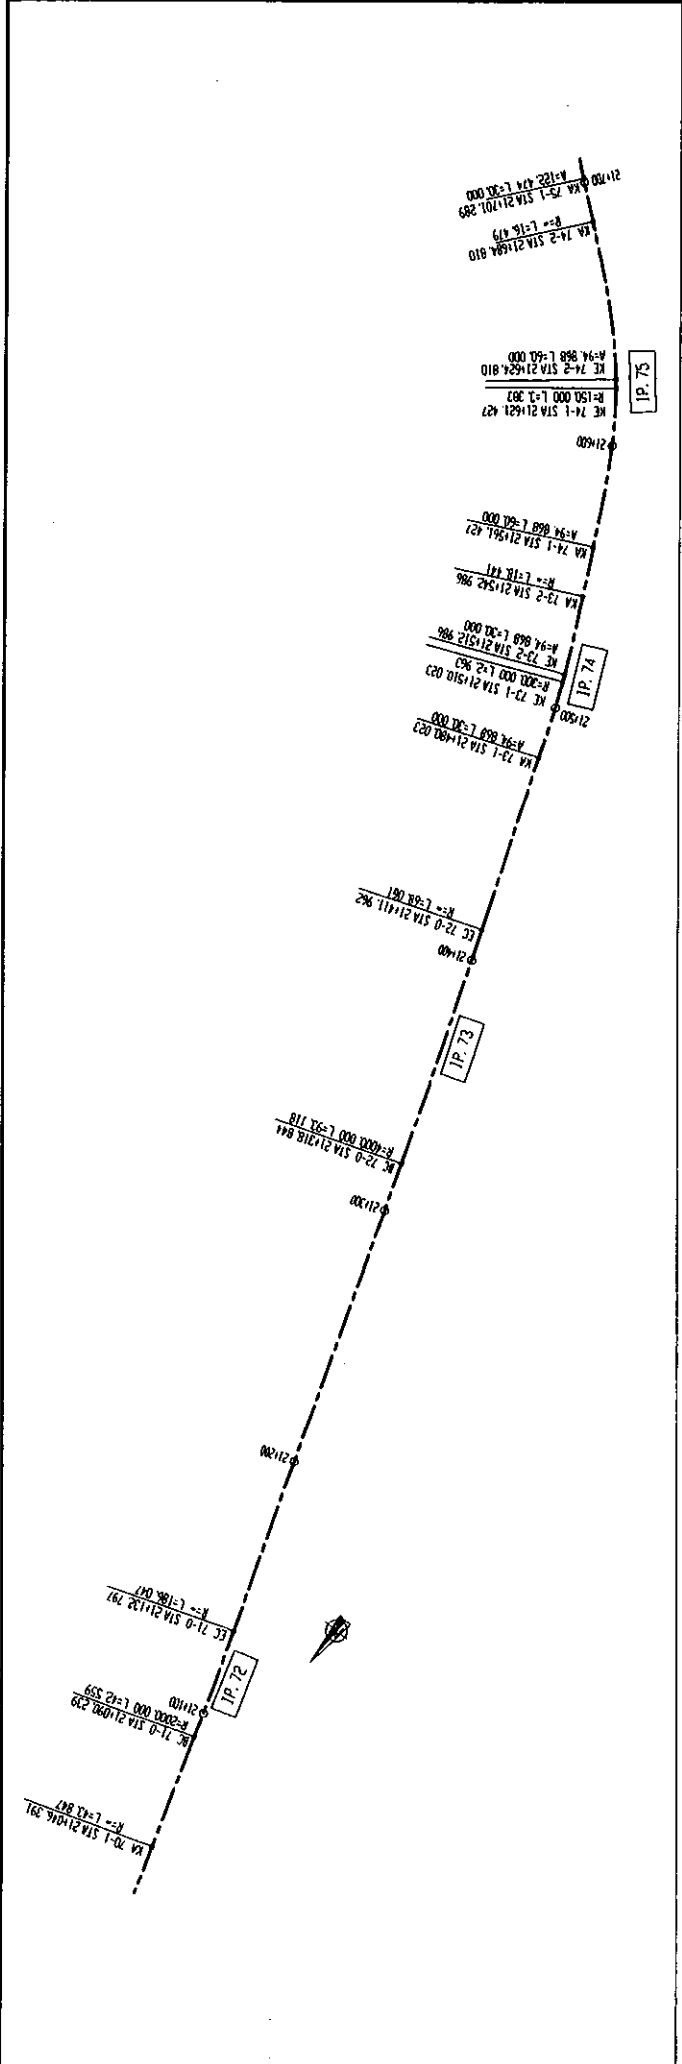 21+700
KA 75-1 STA 21+701. 289
A=122. 474 L=30. 000
KA 74-2 STA 21+684. 810
R= ∞ L=16. 479
KE 74-2 STA 21+624. 810
A=94. 868 L=60. 000
KE 74-1 STA 21+621. 427
R=150. 000 L=3. 383
IP. 75
21+600
KA 74-1 STA 21+561. 427
A=94. 868 L=60. 000
KA 73-2 STA 21+542. 986
R= ∞ L=18. 441
KE 73-2 STA 21+512. 986
A=94. 868 L=30. 000
KE 73-1 STA 21+510. 023
R=300. 000 L=2. 963
IP. 74
21+500
KA 73-1 STA 21+480. 023
A=94. 868 L=30. 000
EC 72-0 STA 21+411. 962
R= ∞ L=68. 061
21+400
IP. 73
BC 72-0 STA 21+318. 844
R=4000. 000 L=93. 118
21+300
21+200
EC 71-0 STA 21+132. 797
R= ∞ L=186. 047
IP. 72
21+100
BC 71-0 STA 21+090. 239
R=2000. 000 L=42. 559
KA 70-1 STA 21+046. 391
R= ∞ L=43. 847